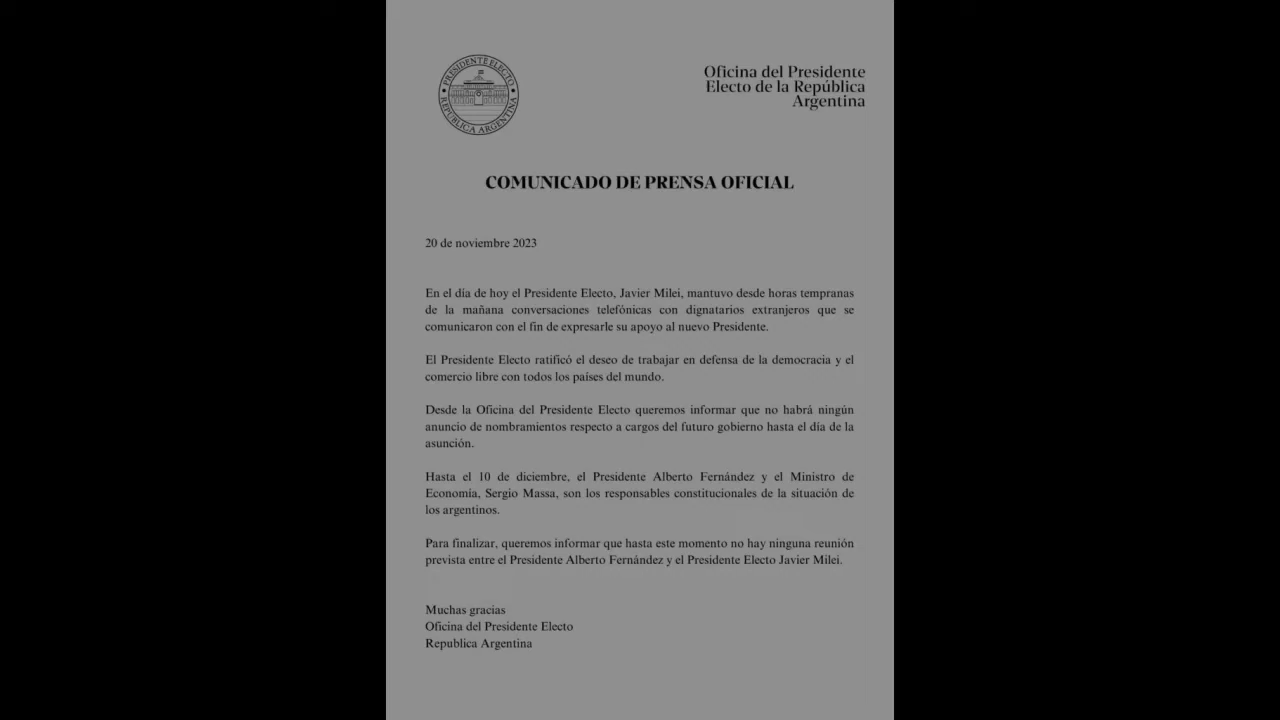 PRESIDENTE ELECTO
REPÚBLICA ARGENTINA
Oficina del Presidente
Electo de la República
Argentina
COMUNICADO DE PRENSA OFICIAL
20 de noviembre 2023
En el día de hoy el Presidente Electo, Javier Milei, mantuvo desde horas tempranas
de la mañana conversaciones telefónicas con dignatarios extranjeros que se
comunicaron con el fin de expresarle su apoyo al nuevo Presidente.
El Presidente Electo ratificó el deseo de trabajar en defensa de la democracia y el
comercio libre con todos los países del mundo.
Desde la Oficina del Presidente Electo queremos informar que no habrá ningún
anuncio de nombramientos respecto a cargos del futuro gobierno hasta el día de la
asunción.
Hasta el 10 de diciembre, el Presidente Alberto Fernández y el Ministro de
Economía, Sergio Massa, son los responsables constitucionales de la situación de
los argentinos.
Para finalizar, queremos informar que hasta este momento no hay ninguna reunión
prevista entre el Presidente Alberto Fernández y el Presidente Electo Javier Milei.
Muchas gracias
Oficina del Presidente Electo
Republica Argentina